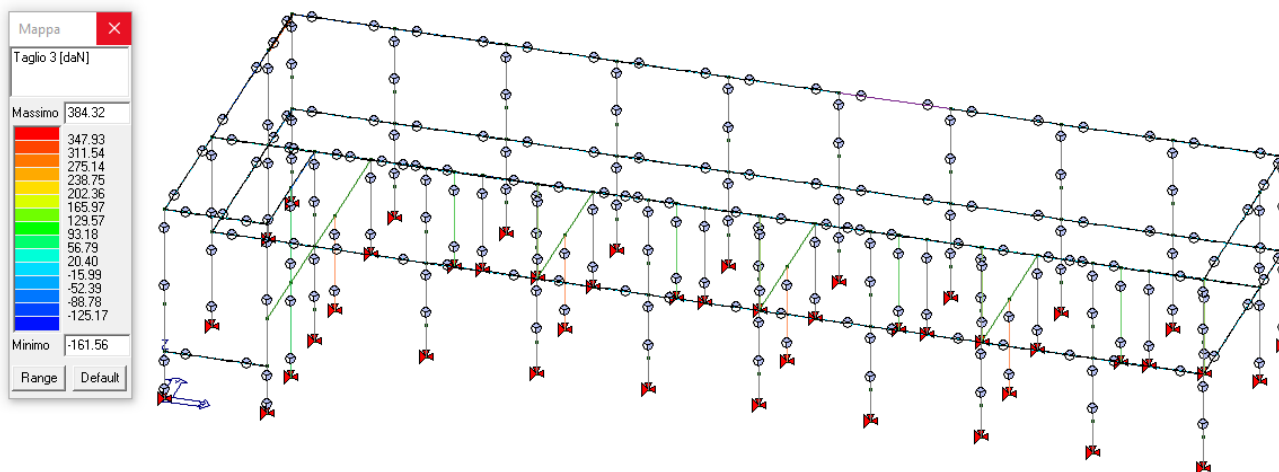 Mappa
Taglio 3 [daN]
Massimo 384.32
347.93
311.54
275.14
238.75
202.36
165.97
129.57
93.18
56.79
20.40
-15.99
-52.39
-88.78
-125.17
Minimo -161.56
Range Default